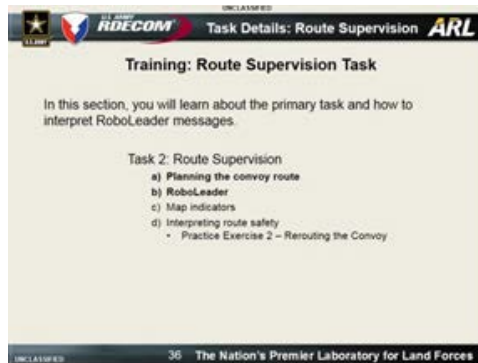 UNCLASSIFIED
U.S. ARMY
RDECOM
Task Details: Route Supervision
ARL
Training: Route Supervision Task
In this section, you will learn about the primary task and how to
interpret RoboLeader messages.
Task 2: Route Supervision
a) Planning the convoy route
b) RoboLeader
c) Map indicators
d) Interpreting route safety
• Practice Exercise 2 – Rerouting the Convoy
UNCLASSIFIED
36
The Nation's Premier Laboratory for Land Forces